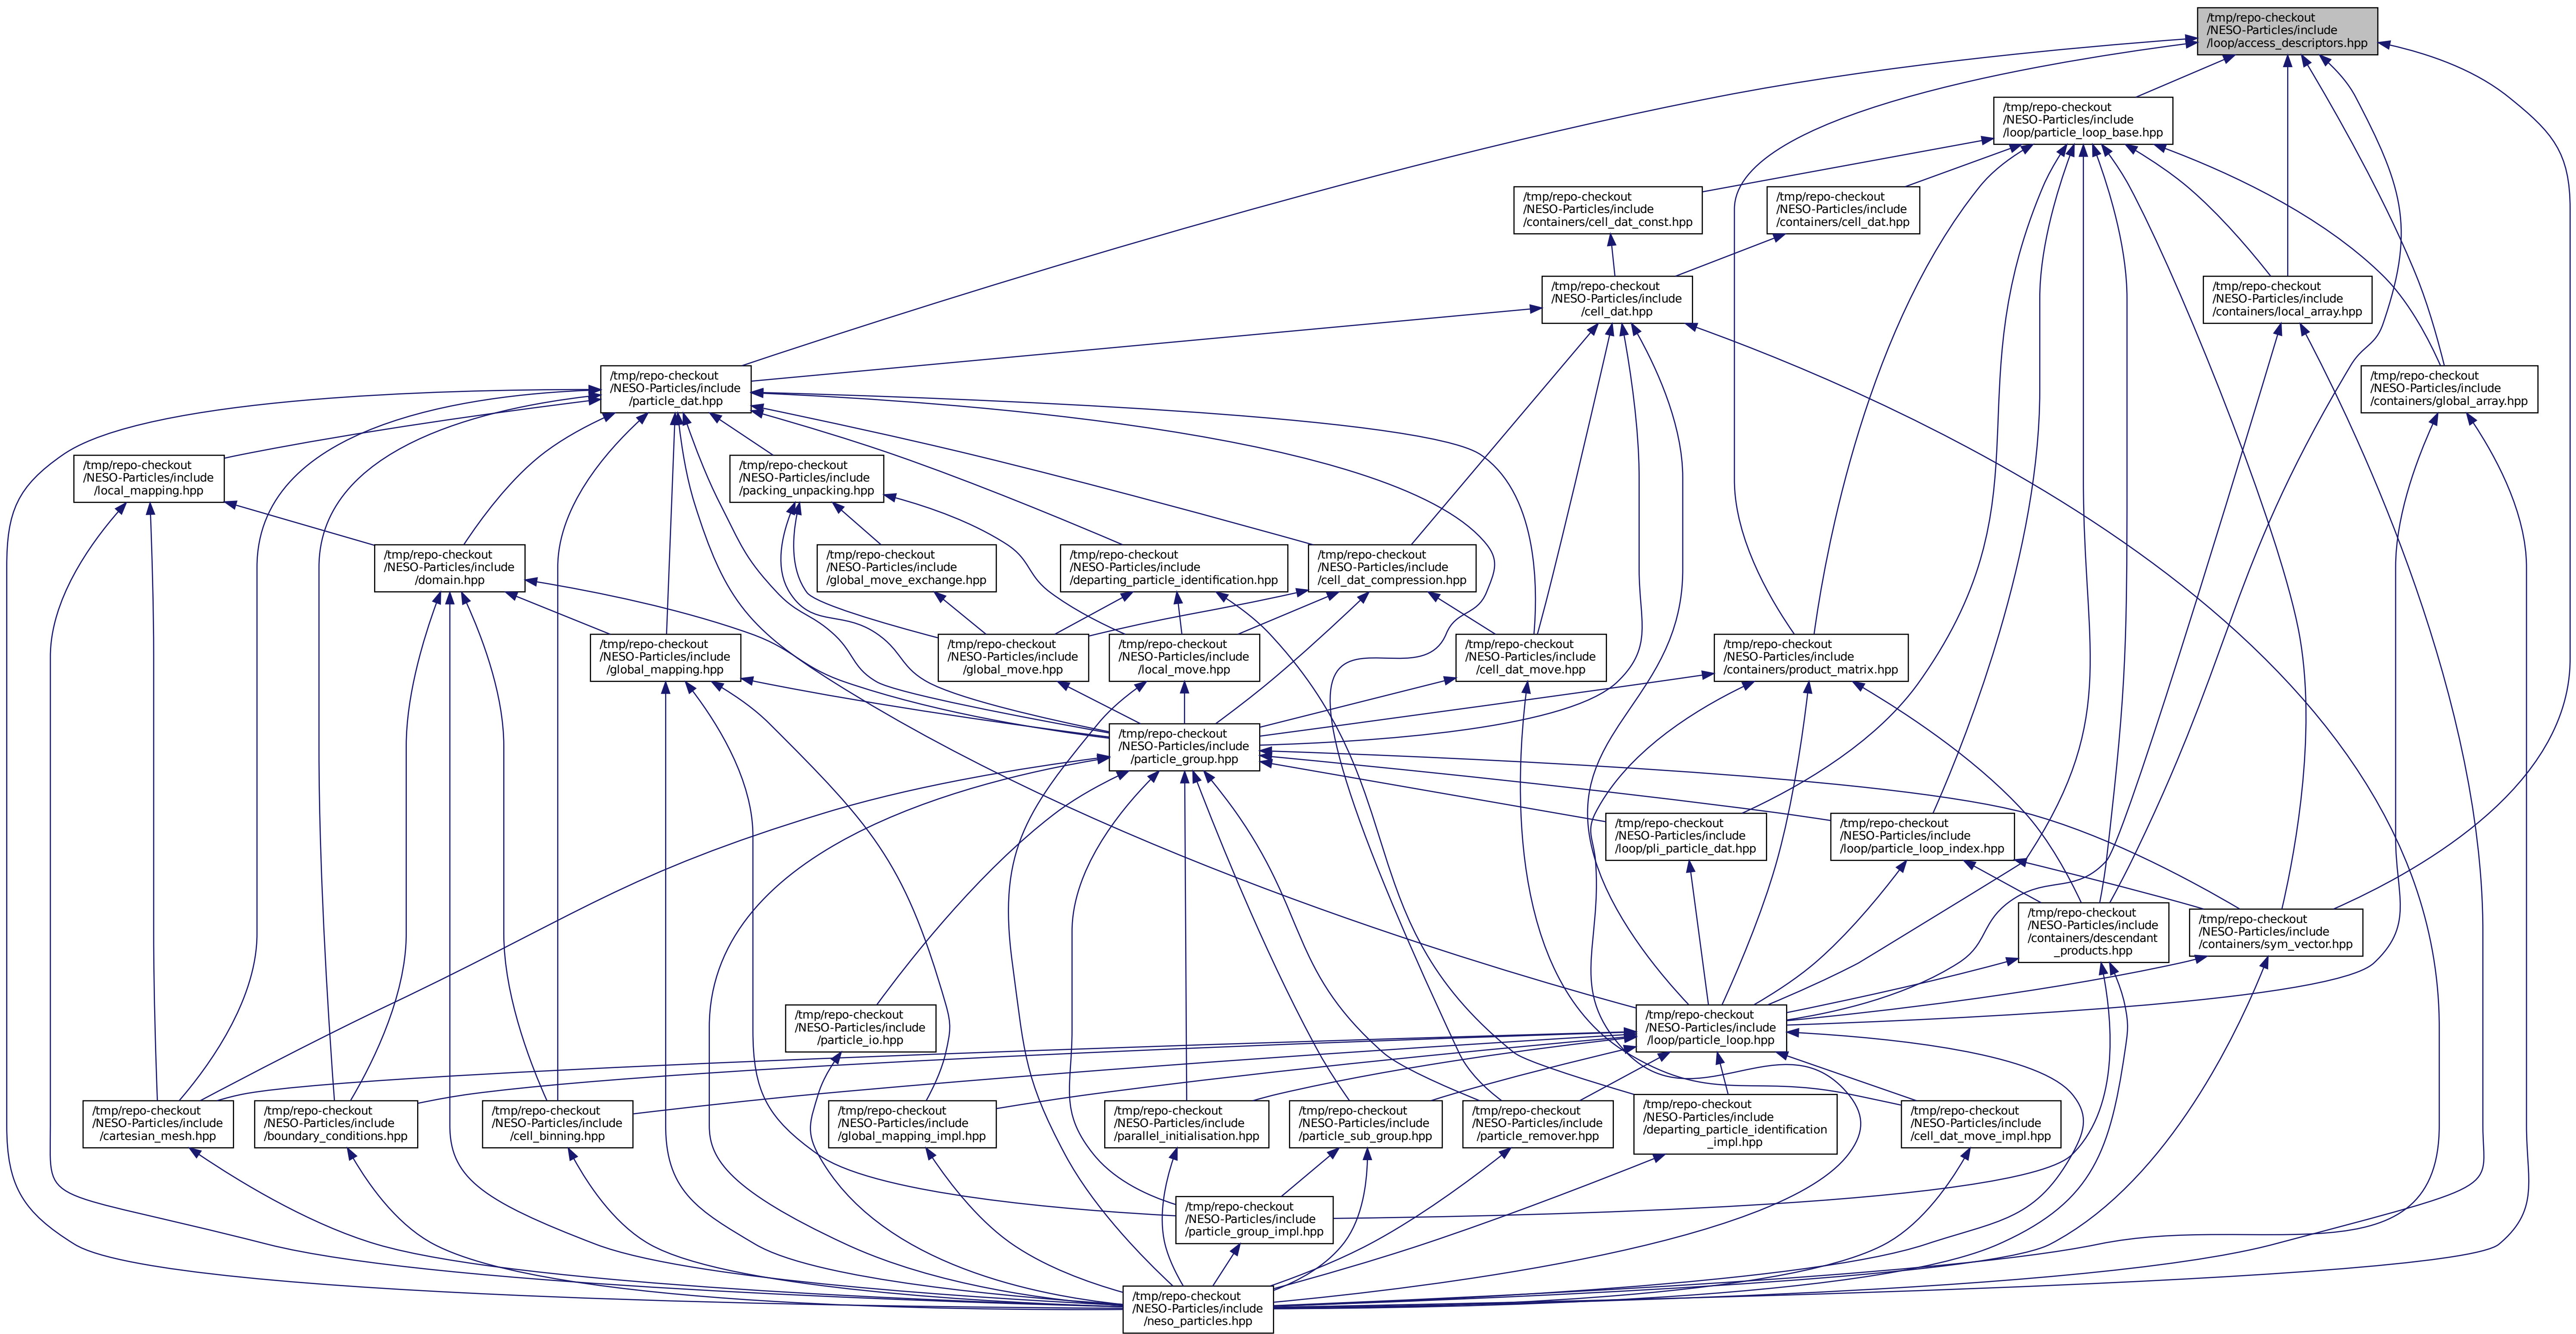 /tmp/repo-checkout
/NESO-Particles/include
/loop/access_descriptors.hpp
/tmp/repo-checkout
/NESO-Particles/include
/loop/particle_loop_base.hpp
/tmp/repo-checkout
/NESO-Particles/include
/containers/cell_dat_const.hpp
/tmp/repo-checkout
/NESO-Particles/include
/containers/cell_dat.hpp
/tmp/repo-checkout
/NESO-Particles/include
/cell_dat.hpp
/tmp/repo-checkout
/NESO-Particles/include
/containers/local_array.hpp
/tmp/repo-checkout
/NESO-Particles/include
/particle_dat.hpp
/tmp/repo-checkout
/NESO-Particles/include
/containers/global_array.hpp
/tmp/repo-checkout
/NESO-Particles/include
/local_mapping.hpp
/tmp/repo-checkout
/NESO-Particles/include
/packing_unpacking.hpp
/tmp/repo-checkout
/NESO-Particles/include
/domain.hpp
/tmp/repo-checkout
/NESO-Particles/include
/global_move_exchange.hpp
/tmp/repo-checkout
/NESO-Particles/include
/departing_particle_identification.hpp
/tmp/repo-checkout
/NESO-Particles/include
/cell_dat_compression.hpp
/tmp/repo-checkout
/NESO-Particles/include
/global_mapping.hpp
/tmp/repo-checkout
/NESO-Particles/include
/global_move.hpp
/tmp/repo-checkout
/NESO-Particles/include
/local_move.hpp
/tmp/repo-checkout
/NESO-Particles/include
/cell_dat_move.hpp
/tmp/repo-checkout
/NESO-Particles/include
/containers/product_matrix.hpp
/tmp/repo-checkout
/NESO-Particles/include
/particle_group.hpp
/tmp/repo-checkout
/NESO-Particles/include
/loop/pli_particle_dat.hpp
/tmp/repo-checkout
/NESO-Particles/include
/loop/particle_loop_index.hpp
/tmp/repo-checkout
/NESO-Particles/include
/containers/descendant
_products.hpp
/tmp/repo-checkout
/NESO-Particles/include
/containers/sym_vector.hpp
/tmp/repo-checkout
/NESO-Particles/include
/particle_io.hpp
/tmp/repo-checkout
/NESO-Particles/include
/loop/particle_loop.hpp
/tmp/repo-checkout
/NESO-Particles/include
/cartesian_mesh.hpp
/tmp/repo-checkout
/NESO-Particles/include
/boundary_conditions.hpp
/tmp/repo-checkout
/NESO-Particles/include
/cell_binning.hpp
/tmp/repo-checkout
/NESO-Particles/include
/global_mapping_impl.hpp
/tmp/repo-checkout
/NESO-Particles/include
/parallel_initialisation.hpp
/tmp/repo-checkout
/NESO-Particles/include
/particle_sub_group.hpp
/tmp/repo-checkout
/NESO-Particles/include
/particle_remover.hpp
/tmp/repo-checkout
/NESO-Particles/include
/departing_particle_identification
_impl.hpp
/tmp/repo-checkout
/NESO-Particles/include
/cell_dat_move_impl.hpp
/tmp/repo-checkout
/NESO-Particles/include
/particle_group_impl.hpp
/tmp/repo-checkout
/NESO-Particles/include
/neso_particles.hpp